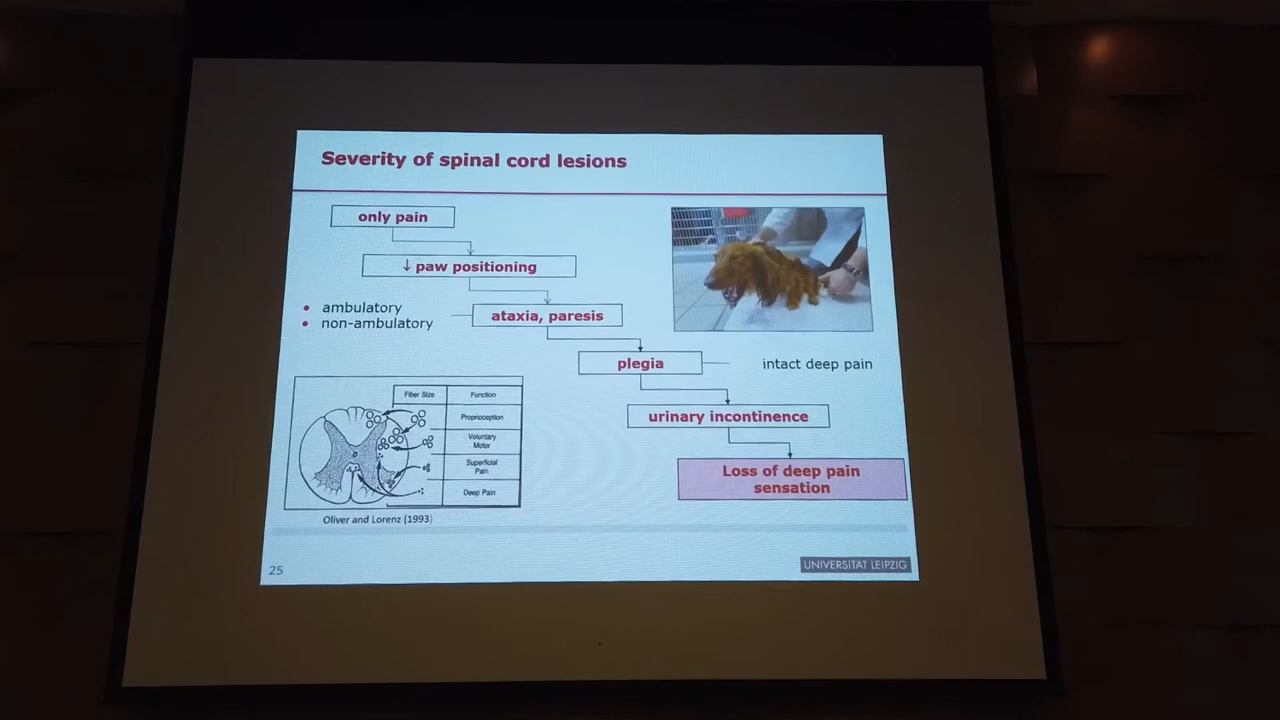 Severity of spinal cord lesions
only pain
↓ paw positioning
• ambulatory
• non-ambulatory
ataxia, paresis
plegia
intact deep pain
urinary incontinence
Loss of deep pain
sensation
Fiber Size
Function
Proprioception
Voluntary
Motor
Superficial
Pain
Deep Pain
Oliver and Lorenz (1993)
25
UNIVERSITÄT LEIPZIG